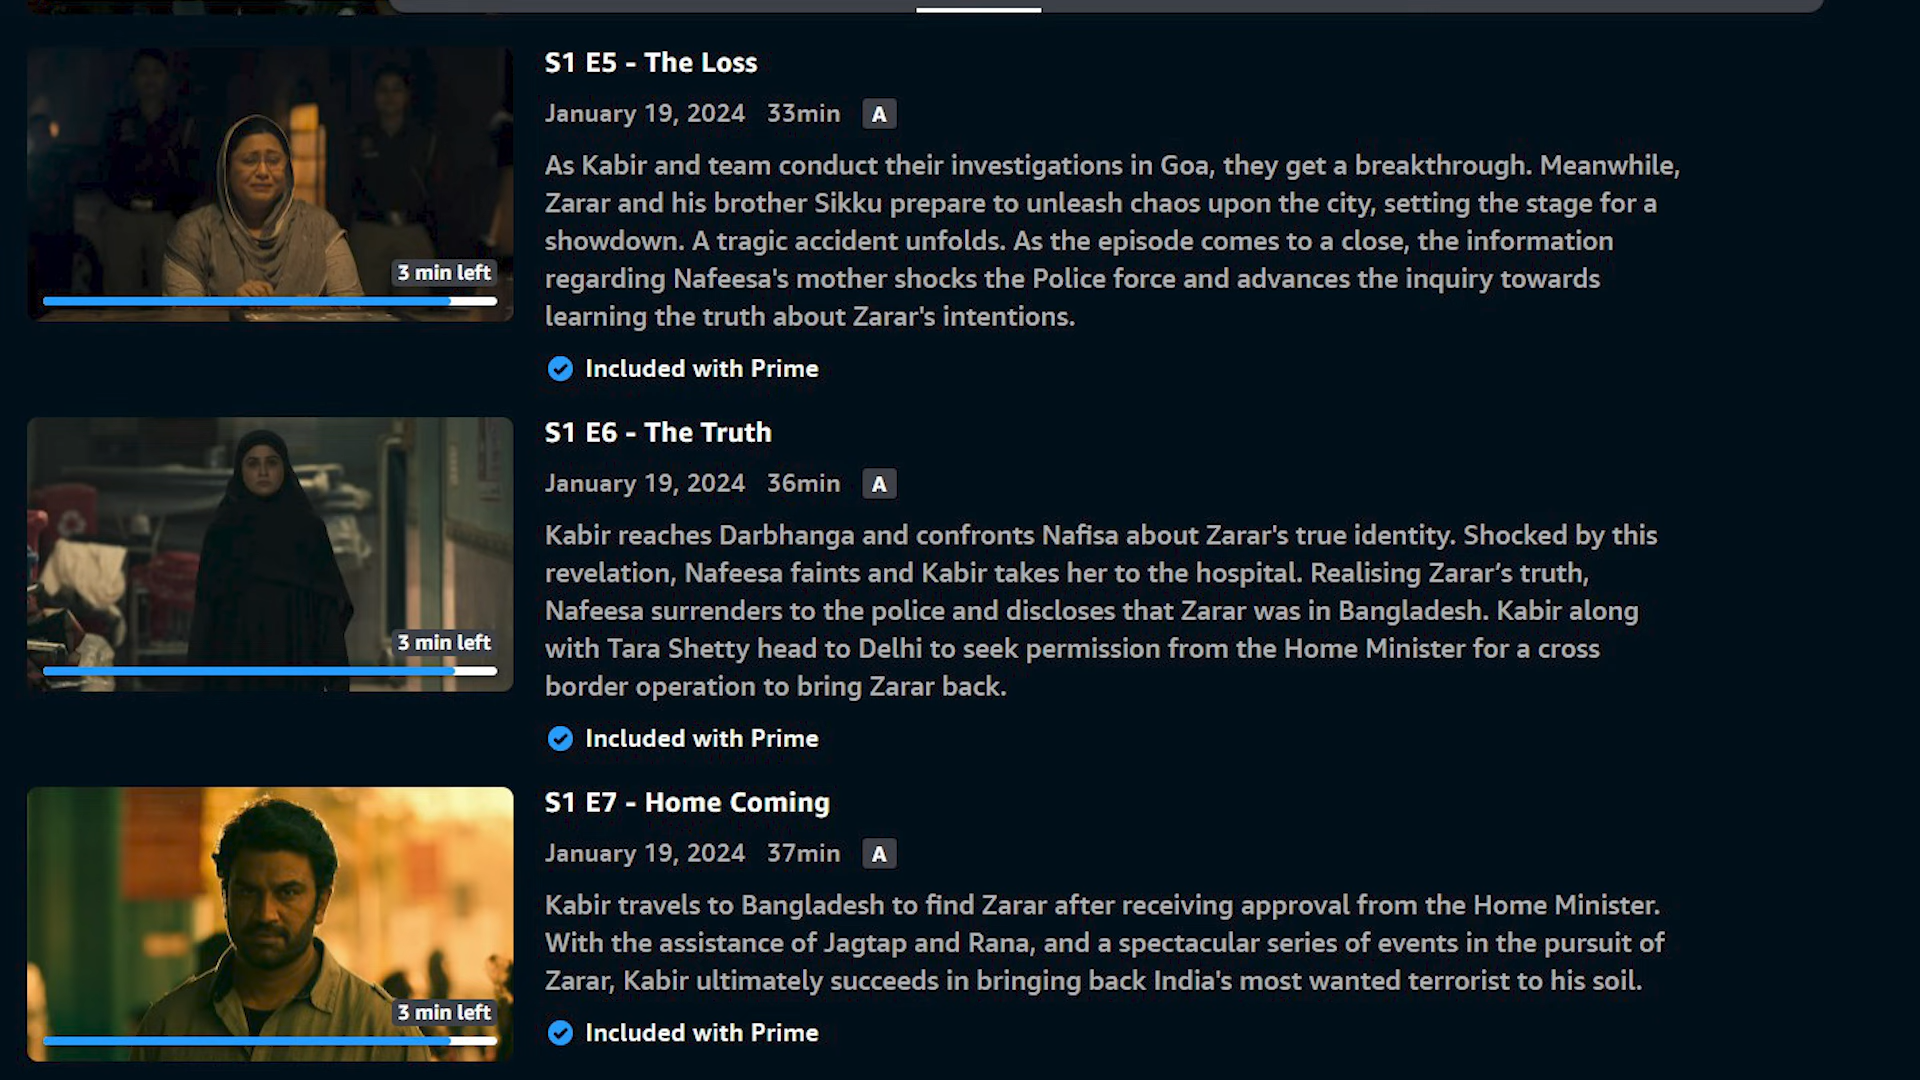 S1 E5 - The Loss
January 19, 2024 33min A
As Kabir and team conduct their investigations in Goa, they get a breakthrough. Meanwhile,
Zarar and his brother Sikku prepare to unleash chaos upon the city, setting the stage for a
showdown. A tragic accident unfolds. As the episode comes to a close, the information
regarding Nafeesa's mother shocks the Police force and advances the inquiry towards
learning the truth about Zarar's intentions.
3 min left
Included with Prime
S1 E6 - The Truth
January 19, 2024 36min A
Kabir reaches Darbhanga and confronts Nafisa about Zarar's true identity. Shocked by this
revelation, Nafeesa faints and Kabir takes her to the hospital. Realising Zarar’s truth,
Nafeesa surrenders to the police and discloses that Zarar was in Bangladesh. Kabir along
with Tara Shetty head to Delhi to seek permission from the Home Minister for a cross
border operation to bring Zarar back.
3 min left
Included with Prime
S1 E7 - Home Coming
January 19, 2024 37min A
Kabir travels to Bangladesh to find Zarar after receiving approval from the Home Minister.
With the assistance of Jagtap and Rana, and a spectacular series of events in the pursuit of
Zarar, Kabir ultimately succeeds in bringing back India's most wanted terrorist to his soil.
3 min left
Included with Prime